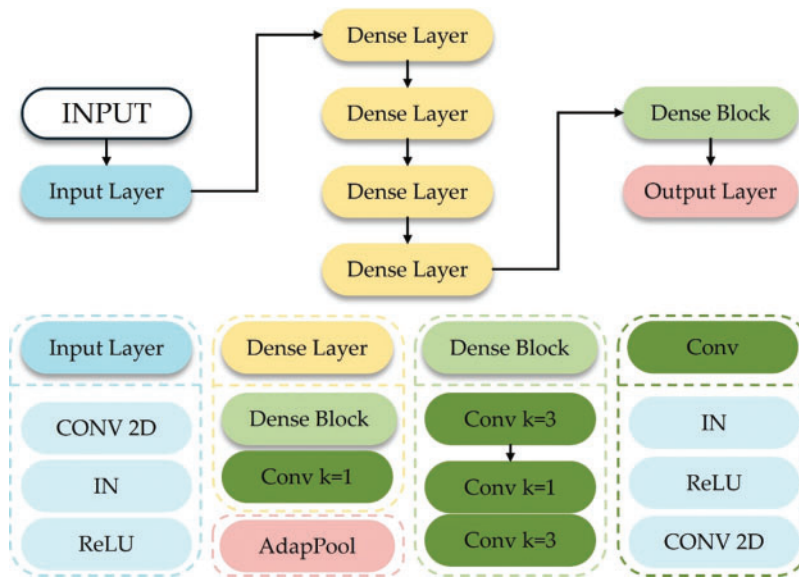 INPUT
Input Layer
Dense Layer
Dense Layer
Dense Layer
Dense Layer
Dense Block
Output Layer
Input Layer
CONV 2D
IN
ReLU
Dense Layer
Dense Block
Conv k=1
AdapPool
Dense Block
Conv k=3
Conv k=1
Conv k=3
Conv
IN
ReLU
CONV 2D